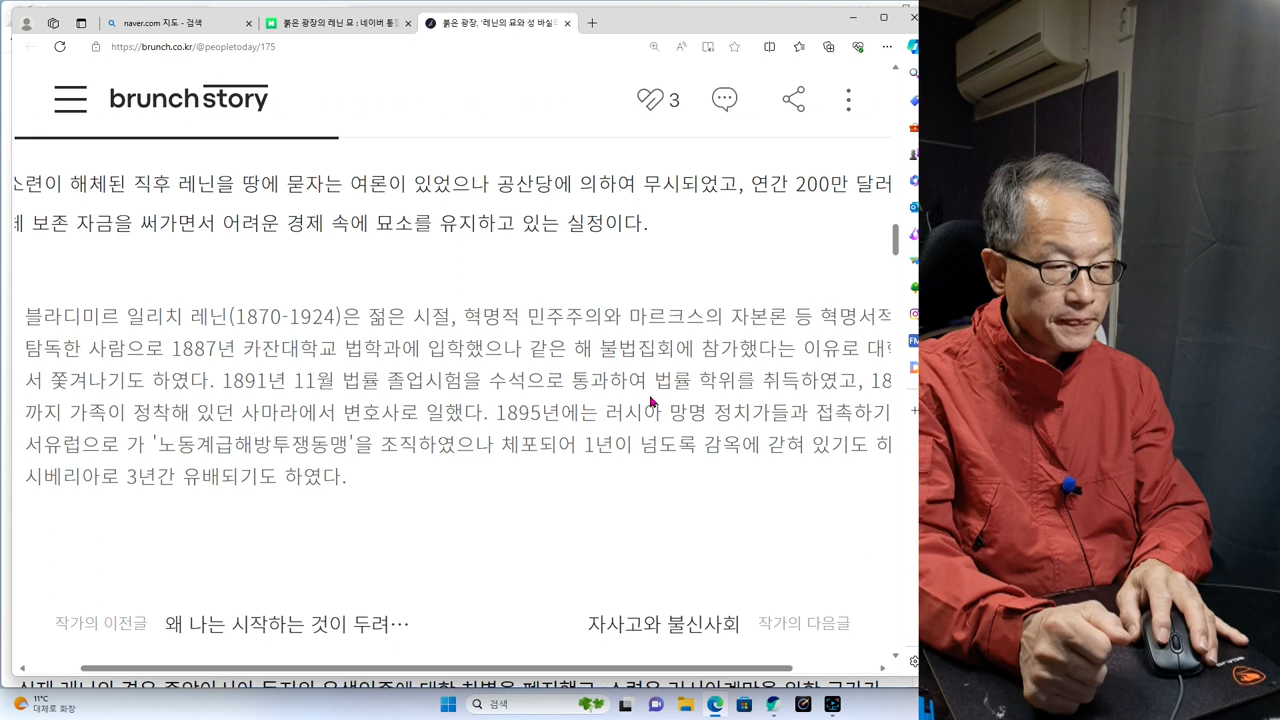 naver.com 지도 - 검색
붉은 광장의 레닌 묘 : 네이버 통합
붉은 광장, '레닌의 묘와 성 바실리
https://brunch.co.kr/@peopletoday/175
brunch story
3
소련이 해체된 직후 레닌을 땅에 묻자는 여론이 있었으나 공산당에 의하여 무시되었고, 연간 200만 달러
보존 자금을 써가면서 어려운 경제 속에 묘소를 유지하고 있는 실정이다.
블라디미르 일리치 레닌(1870-1924)은 젊은 시절, 혁명적 민주주의와 마르크스의 자본론 등 혁명서적
탐독한 사람으로 1887년 카잔대학교 법학과에 입학했으나 같은 해 불법집회에 참가했다는 이유로
서 쫓겨나기도 하였다. 1891년 11월 법률 졸업시험을 수석으로 통과하여 법률 학위를 취득하였고, 18
까지 가족이 정착해 있던 사마라에서 변호사로 일했다. 1895년에는 러시아 망명 정치가들과 접촉하기
서유럽으로 가 '노동계급해방투쟁동맹'을 조직하였으나 체포되어 1년이 넘도록 감옥에 갇혀 있기도 하
시베리아로 3년간 유배되기도 하였다.
작가의 이전글 왜 나는 시작하는 것이 두려… 자사고와 불신사회 작가의 다음글
11°C
대체로 화창
검색